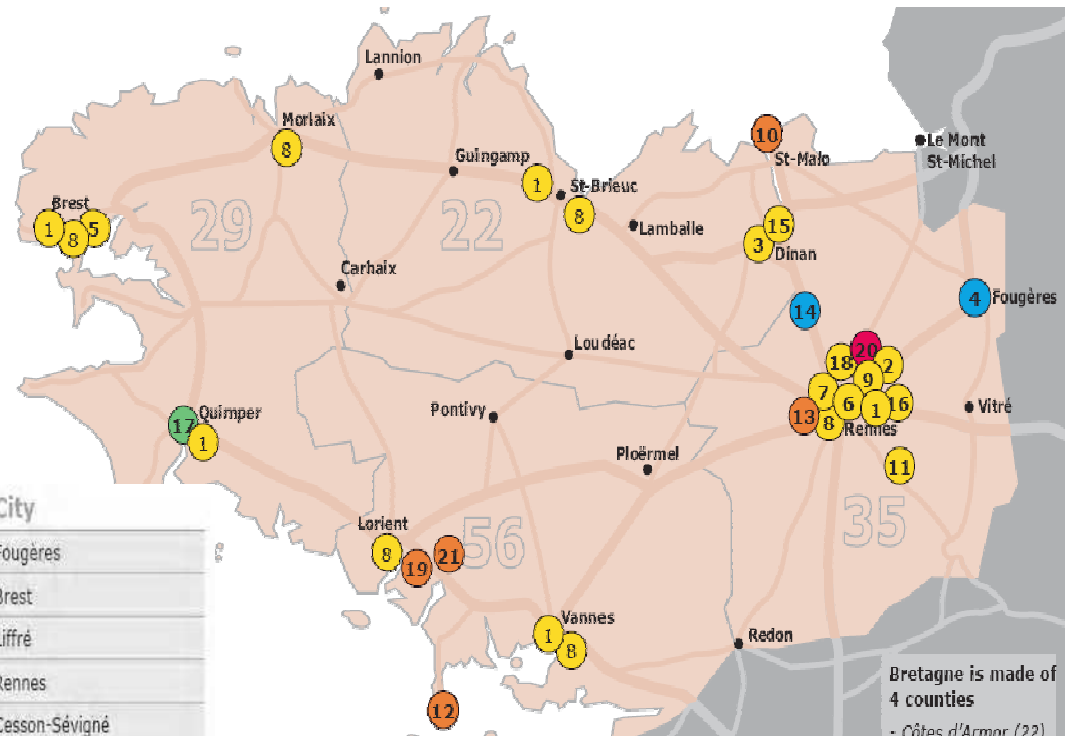 Lannion
Morlaix
8
10
St-Malo
Le Mont
St-Michel
Guingamp
1
St-Brieuc
8
Brest
1
8
5
29
22
Lamballe
15
3
Dinan
Carhaix
14
4
Fougères
Loudéac
20
18
2
9
7
6
1
16
13
8
Rennes
Vitré
11
Quimper
17
1
Pontivy
Ploërmel
35
City
Fougères
Brest
Liffré
Rennes
Cesson-Sévigné
Lorient
8
19
21
56
Vannes
1
8
12
Redon
Bretagne is made of
4 counties
- Côtes d'Armor (22)